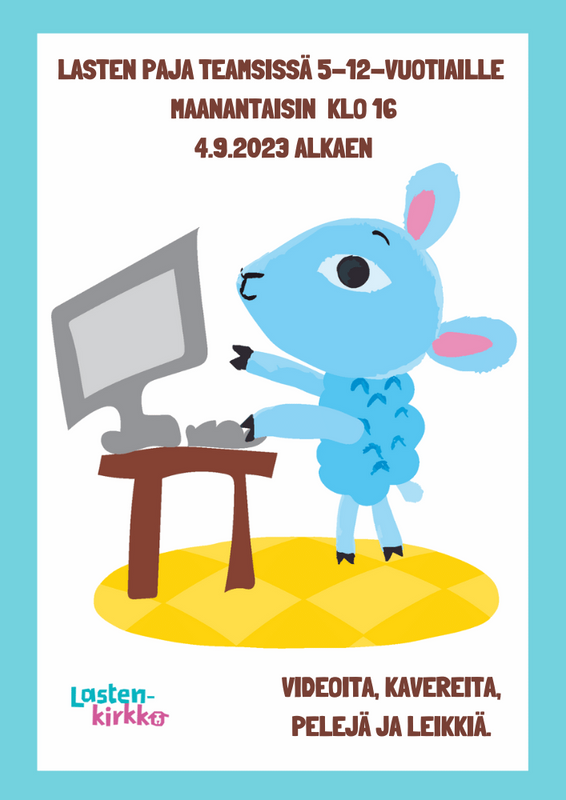 LASTEN PAJA TEAMSISSÄ 5-12-VUOTIAILLE
MAANANTAISIN KLO 16
4.9.2023 ALKAEN
Lasten-
kirkko
VIDEOITA, KAVEREITA,
PELEJÄ JA LEIKKIÄ.